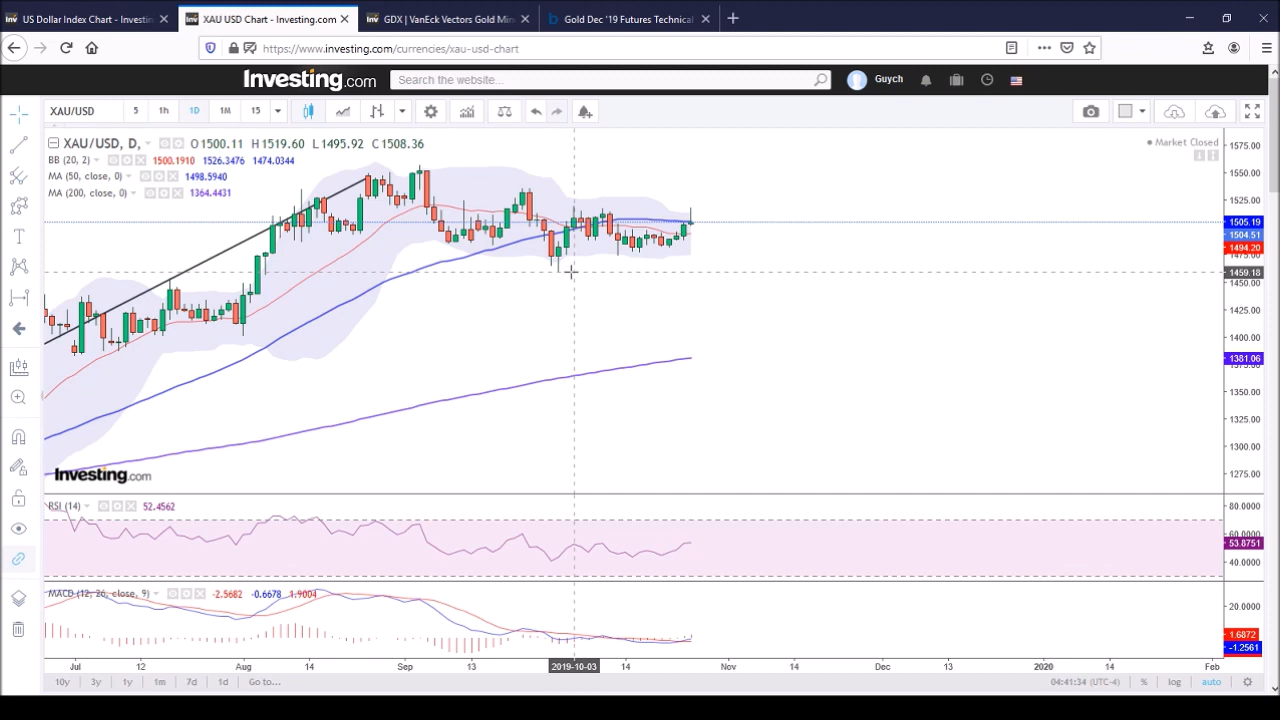 US Dollar Index Chart – Investin
XAU USD Chart - Investing.com
GDX | VanEck Vectors Gold Min
Gold Dec '19 Futures Technical
https://www.investing.com/currencies/xau-usd-chart
Investing.com
Search the website...
Guych
XAU/USD
5
1h
1D
1M
15
XAU/USD, D,
O1500.11 H1519.60 L1495.92 C1508.36
Market Closed
BB (20, 2)
1500.1910 1526.3476 1474.0344
MA (50, close, 0)
1498.5940
MA (200, close, 0)
1364.4431
1575.00
1550.00
1525.00
1505.19
1504.51
1494.20
1475.00
1459.18
1450.00
1425.00
1400.00
1381.06
1375.00
1350.00
1325.00
1300.00
1275.00
Investing.com
RSI (14)
52.4562
80.0000
60.0000
53.8751
40.0000
MACD (12, 26, close, 9)
-2.5682 -0.6678 1.9004
20.0000
1.6872
-1.2561
Jul 12 Aug 14 Sep 13 2019-10-03 14 Nov 14 Dec 13 2020 14 Feb
10y 3y 1y 1m 7d 1d Go to...
04:41:34 (UTC-4) % log auto